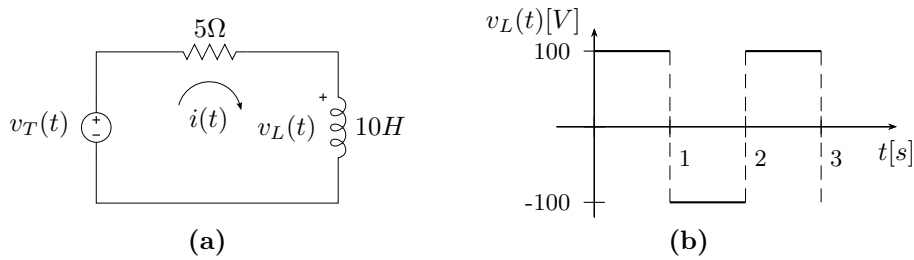 5Ω
v_T(t)
+
−
i(t)
+
v_L(t)
10H
(a)
v_L(t)[V]
100
1
2
3
t[s]
-100
(b)